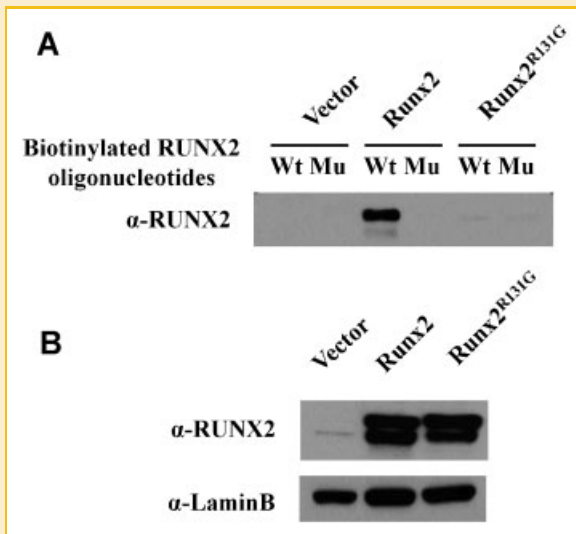 A
Vector
Runx2
Runx2R131G
Biotinylated RUNX2
oligonucleotides
Wt Mu Wt Mu Wt Mu
α-RUNX2
B
Vector
Runx2
Runx2R131G
α-RUNX2
α-LaminB